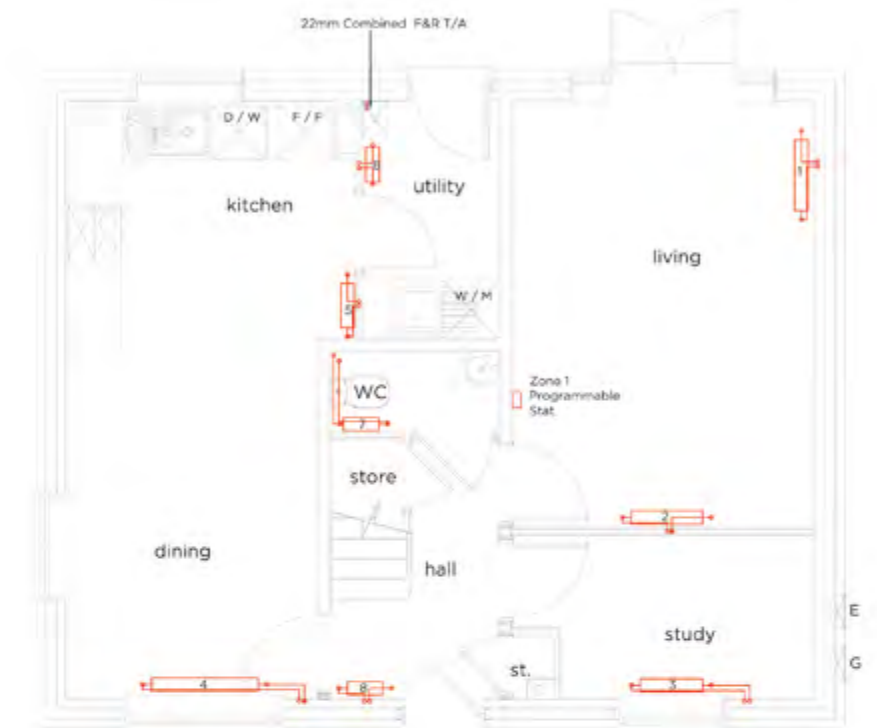 22mm Combined F&R T/A
D / W
F / F
6
utility
kitchen
1
living
5
W / M
WC
Zone 1
Programmable
Stat
7
store
2
dining
hall
E
study
G
st.
4
8
3